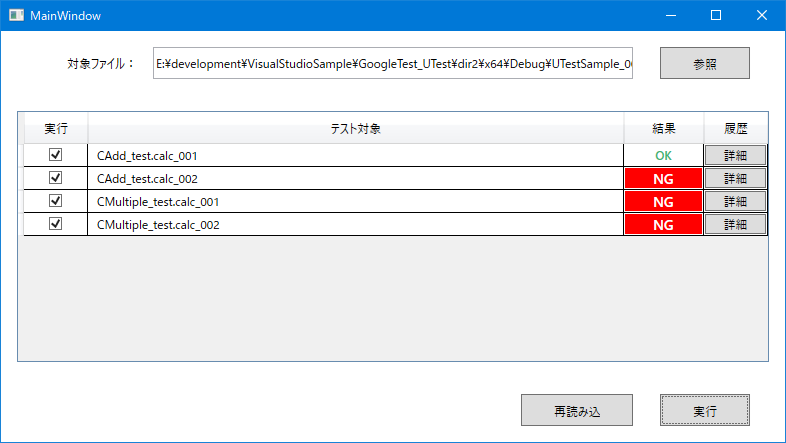 MainWindow
対象ファイル： E:¥development¥VisualStudioSample¥GoogleTest_UTest¥dir2¥x64¥Debug¥UTestSample_0 参照
実行 テスト対象 結果 履歴
CAdd_test.calc_001 OK 詳細
CAdd_test.calc_002 NG 詳細
CMultiple_test.calc_001 NG 詳細
CMultiple_test.calc_002 NG 詳細
再読み込 実行